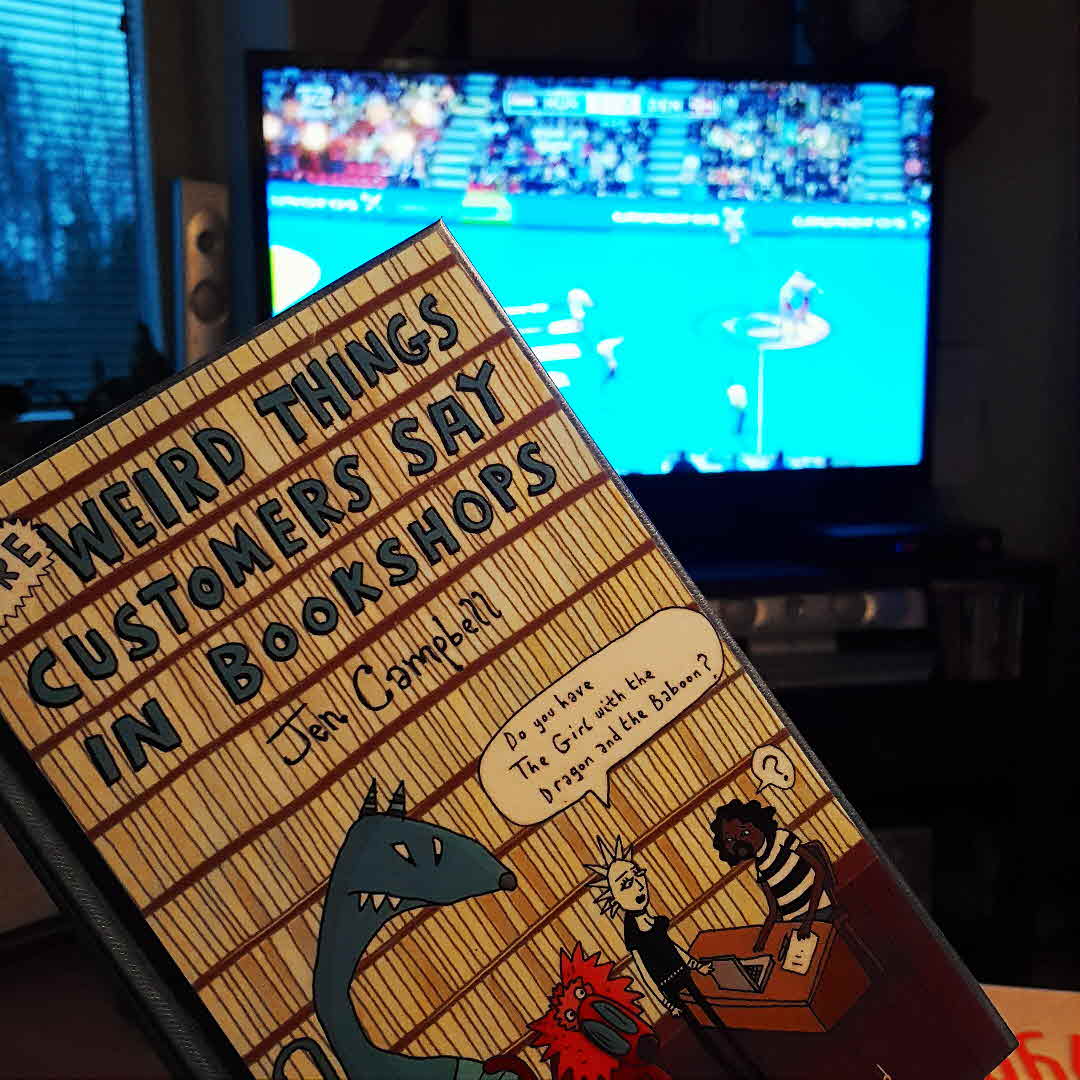 RE
WEIRD THINGS
CUSTOMERS SAY
IN BOOKSHOPS
Jen Campbell
Do you have
The Girl with the
Dragon and the Baboon?
?